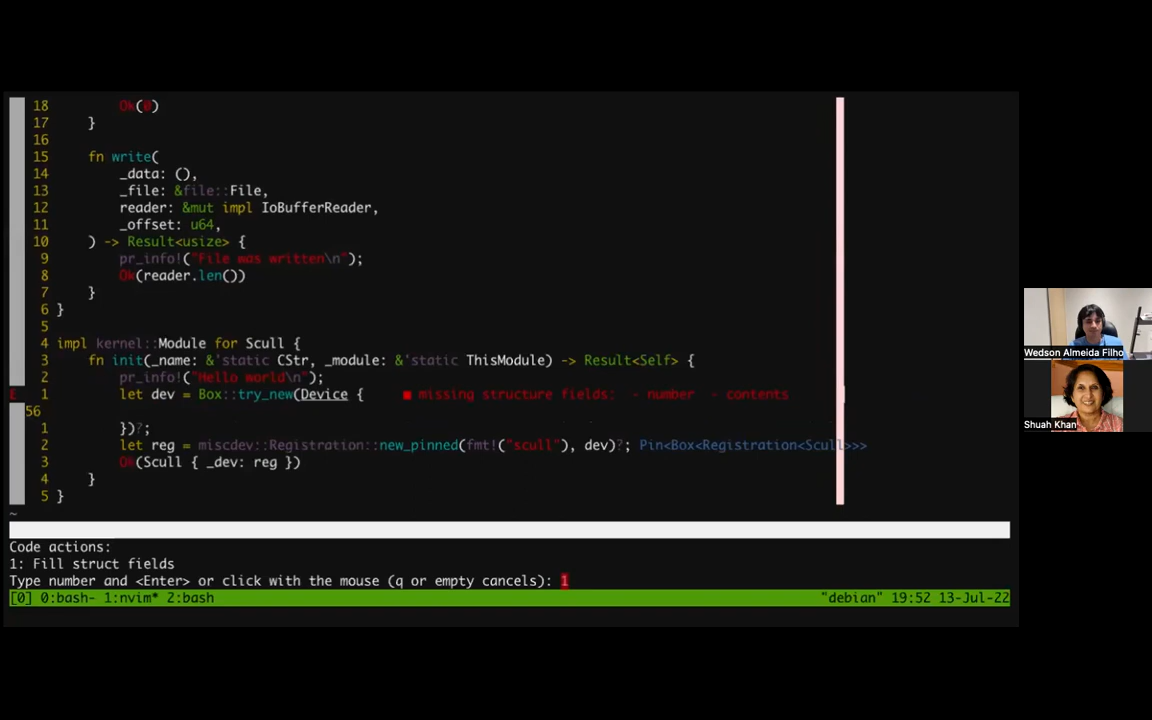 18 Ok(0)
17 }
16
15 fn write(
14 _data: (),
13 _file: &file::File,
12 reader: &mut impl IoBufferReader,
11 _offset: u64,
10 ) -> Result<usize> {
9 pr_info!("File was written\n");
8 Ok(reader.len())
7 }
6 }
5
4 impl kernel::Module for Scull {
3 fn init(_name: &'static CStr, _module: &'static ThisModule) -> Result<Self> {
2 pr_info!("Hello world\n");
E 1 let dev = Box::try_new(Device { ■ missing structure fields: - number - contents
56
1 })?;
2 let reg = miscdev::Registration::new_pinned(fmt!("scull"), dev)?; Pin<Box<Registration<Scull>>>
3 Ok(Scull { _dev: reg })
4 }
5 }
~
Code actions:
1: Fill struct fields
Type number and <Enter> or click with the mouse (q or empty cancels): 1
[0] 0:bash- 1:nvim* 2:bash "debian" 19:52 13-Jul-22
Wedson Almeida Filho
Shuah Khan